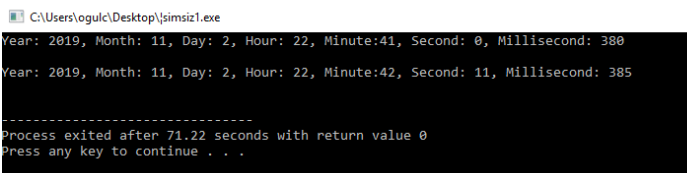 C:\Users\ogulc\Desktop\¦simsiz1.exe
Year: 2019, Month: 11, Day: 2, Hour: 22, Minute:41, Second: 0, Millisecond: 380
Year: 2019, Month: 11, Day: 2, Hour: 22, Minute:42, Second: 11, Millisecond: 385
--------------------------------
Process exited after 71.22 seconds with return value 0
Press any key to continue . . .